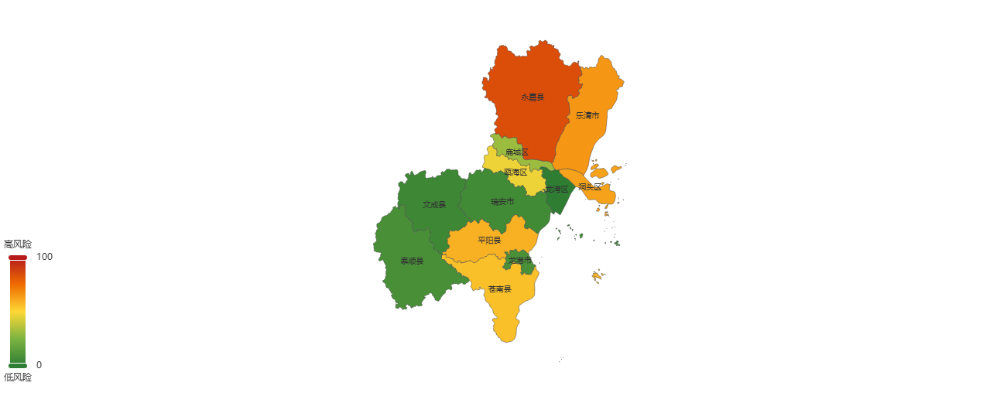 永嘉县
乐清市
鹿城区
瓯海区
洞头区
龙湾区
瑞安市
文成县
平阳县
龙港市
泰顺县
苍南县
高风险
100
0
低风险